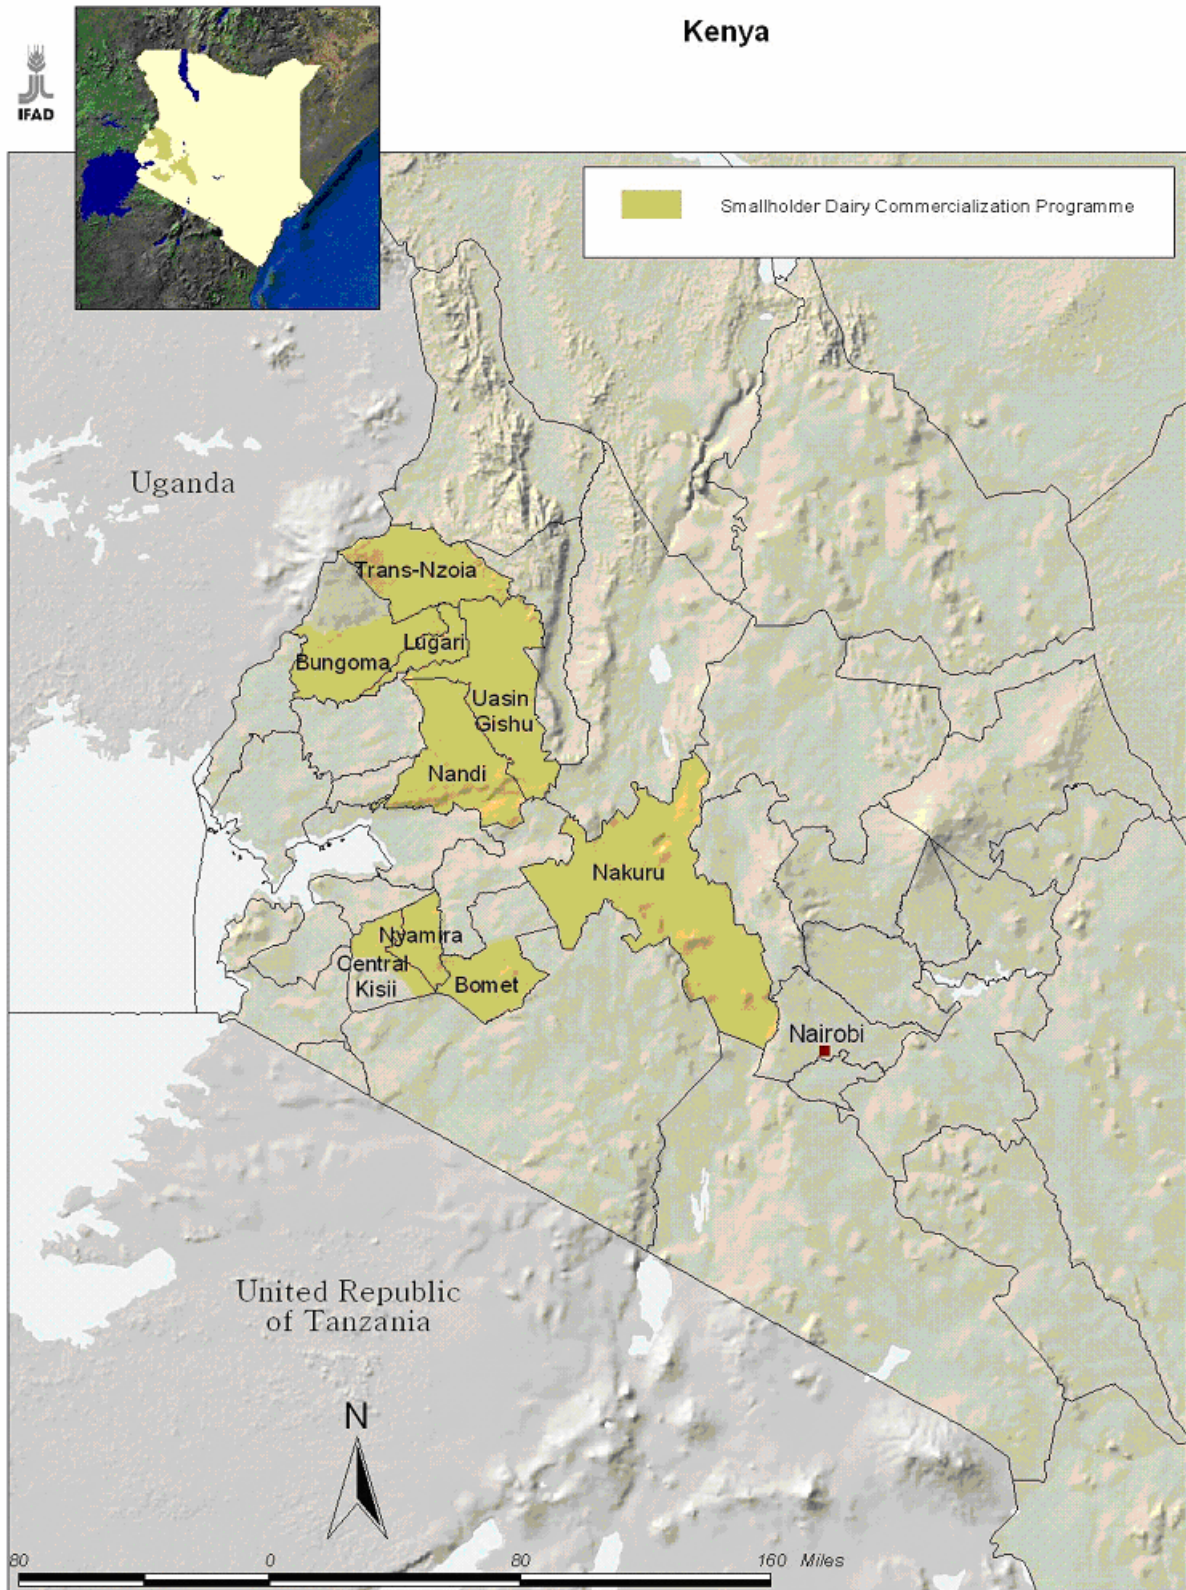 Kenya
IFAD
Smallholder Dairy Commercialization Programme
Uganda
Trans-Nzoia
Lugari
Bungoma
Uasin
Gishu
Nandi
Nakuru
Nyamira
Central
Kisii
Bomet
Nairobi
United Republic
of Tanzania
N
80 0 80 160 Miles